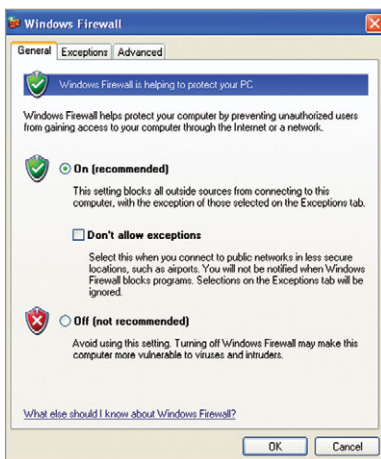 Windows Firewall
General Exceptions Advanced
Windows Firewall is helping to protect your PC
Windows Firewall helps protect your computer by preventing unauthorized users
from gaining access to your computer through the Internet or a network.
On (recommended)
This setting blocks all outside sources from connecting to this
computer, with the exception of those selected on the Exceptions tab.
Don't allow exceptions
Select this when you connect to public networks in less secure
locations, such as airports. You will not be notified when Windows
Firewall blocks programs. Selections on the Exceptions tab will be
ignored.
Off (not recommended)
Avoid using this setting. Turning off Windows Firewall may make this
computer more vulnerable to viruses and intruders.
What else should I know about Windows Firewall?
OK Cancel